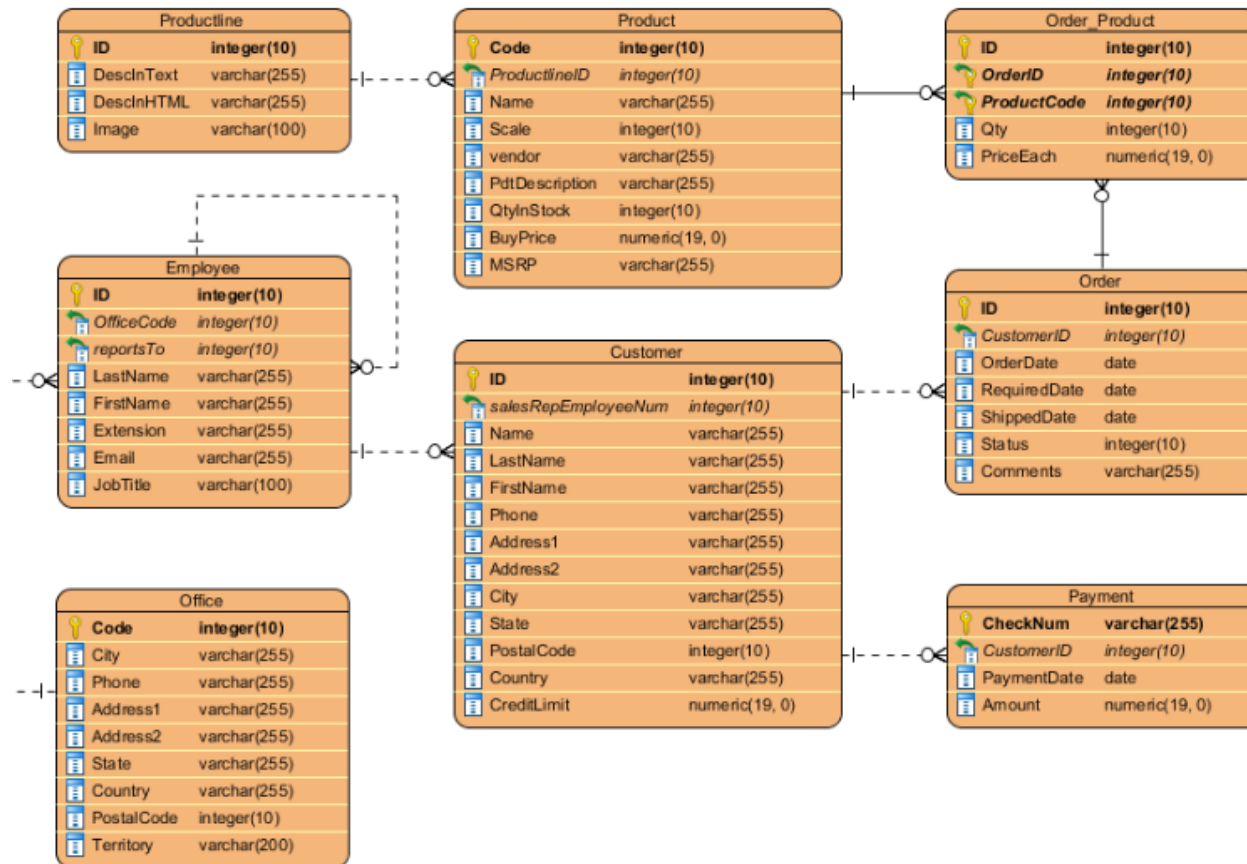 Productline
ID integer(10)
DescInText varchar(255)
DescInHTML varchar(255)
Image varchar(100)
Product
Code integer(10)
ProductlineID integer(10)
Name varchar(255)
Scale integer(10)
vendor varchar(255)
PdtDescription varchar(255)
QtyInStock integer(10)
BuyPrice numeric(19, 0)
MSRP varchar(255)
Order_Product
ID integer(10)
OrderID integer(10)
ProductCode integer(10)
Qty integer(10)
PriceEach numeric(19, 0)
Employee
ID integer(10)
OfficeCode integer(10)
reportsTo integer(10)
LastName varchar(255)
FirstName varchar(255)
Extension varchar(255)
Email varchar(255)
JobTitle varchar(100)
Customer
ID integer(10)
salesRepEmployeeNum integer(10)
Name varchar(255)
LastName varchar(255)
FirstName varchar(255)
Phone varchar(255)
Address1 varchar(255)
Address2 varchar(255)
City varchar(255)
State varchar(255)
PostalCode integer(10)
Country varchar(255)
CreditLimit numeric(19, 0)
Order
ID integer(10)
CustomerID integer(10)
OrderDate date
RequiredDate date
ShippedDate date
Status integer(10)
Comments varchar(255)
Office
Code integer(10)
City varchar(255)
Phone varchar(255)
Address1 varchar(255)
Address2 varchar(255)
State varchar(255)
Country varchar(255)
PostalCode integer(10)
Territory varchar(200)
Payment
CheckNum varchar(255)
CustomerID integer(10)
PaymentDate date
Amount numeric(19, 0)